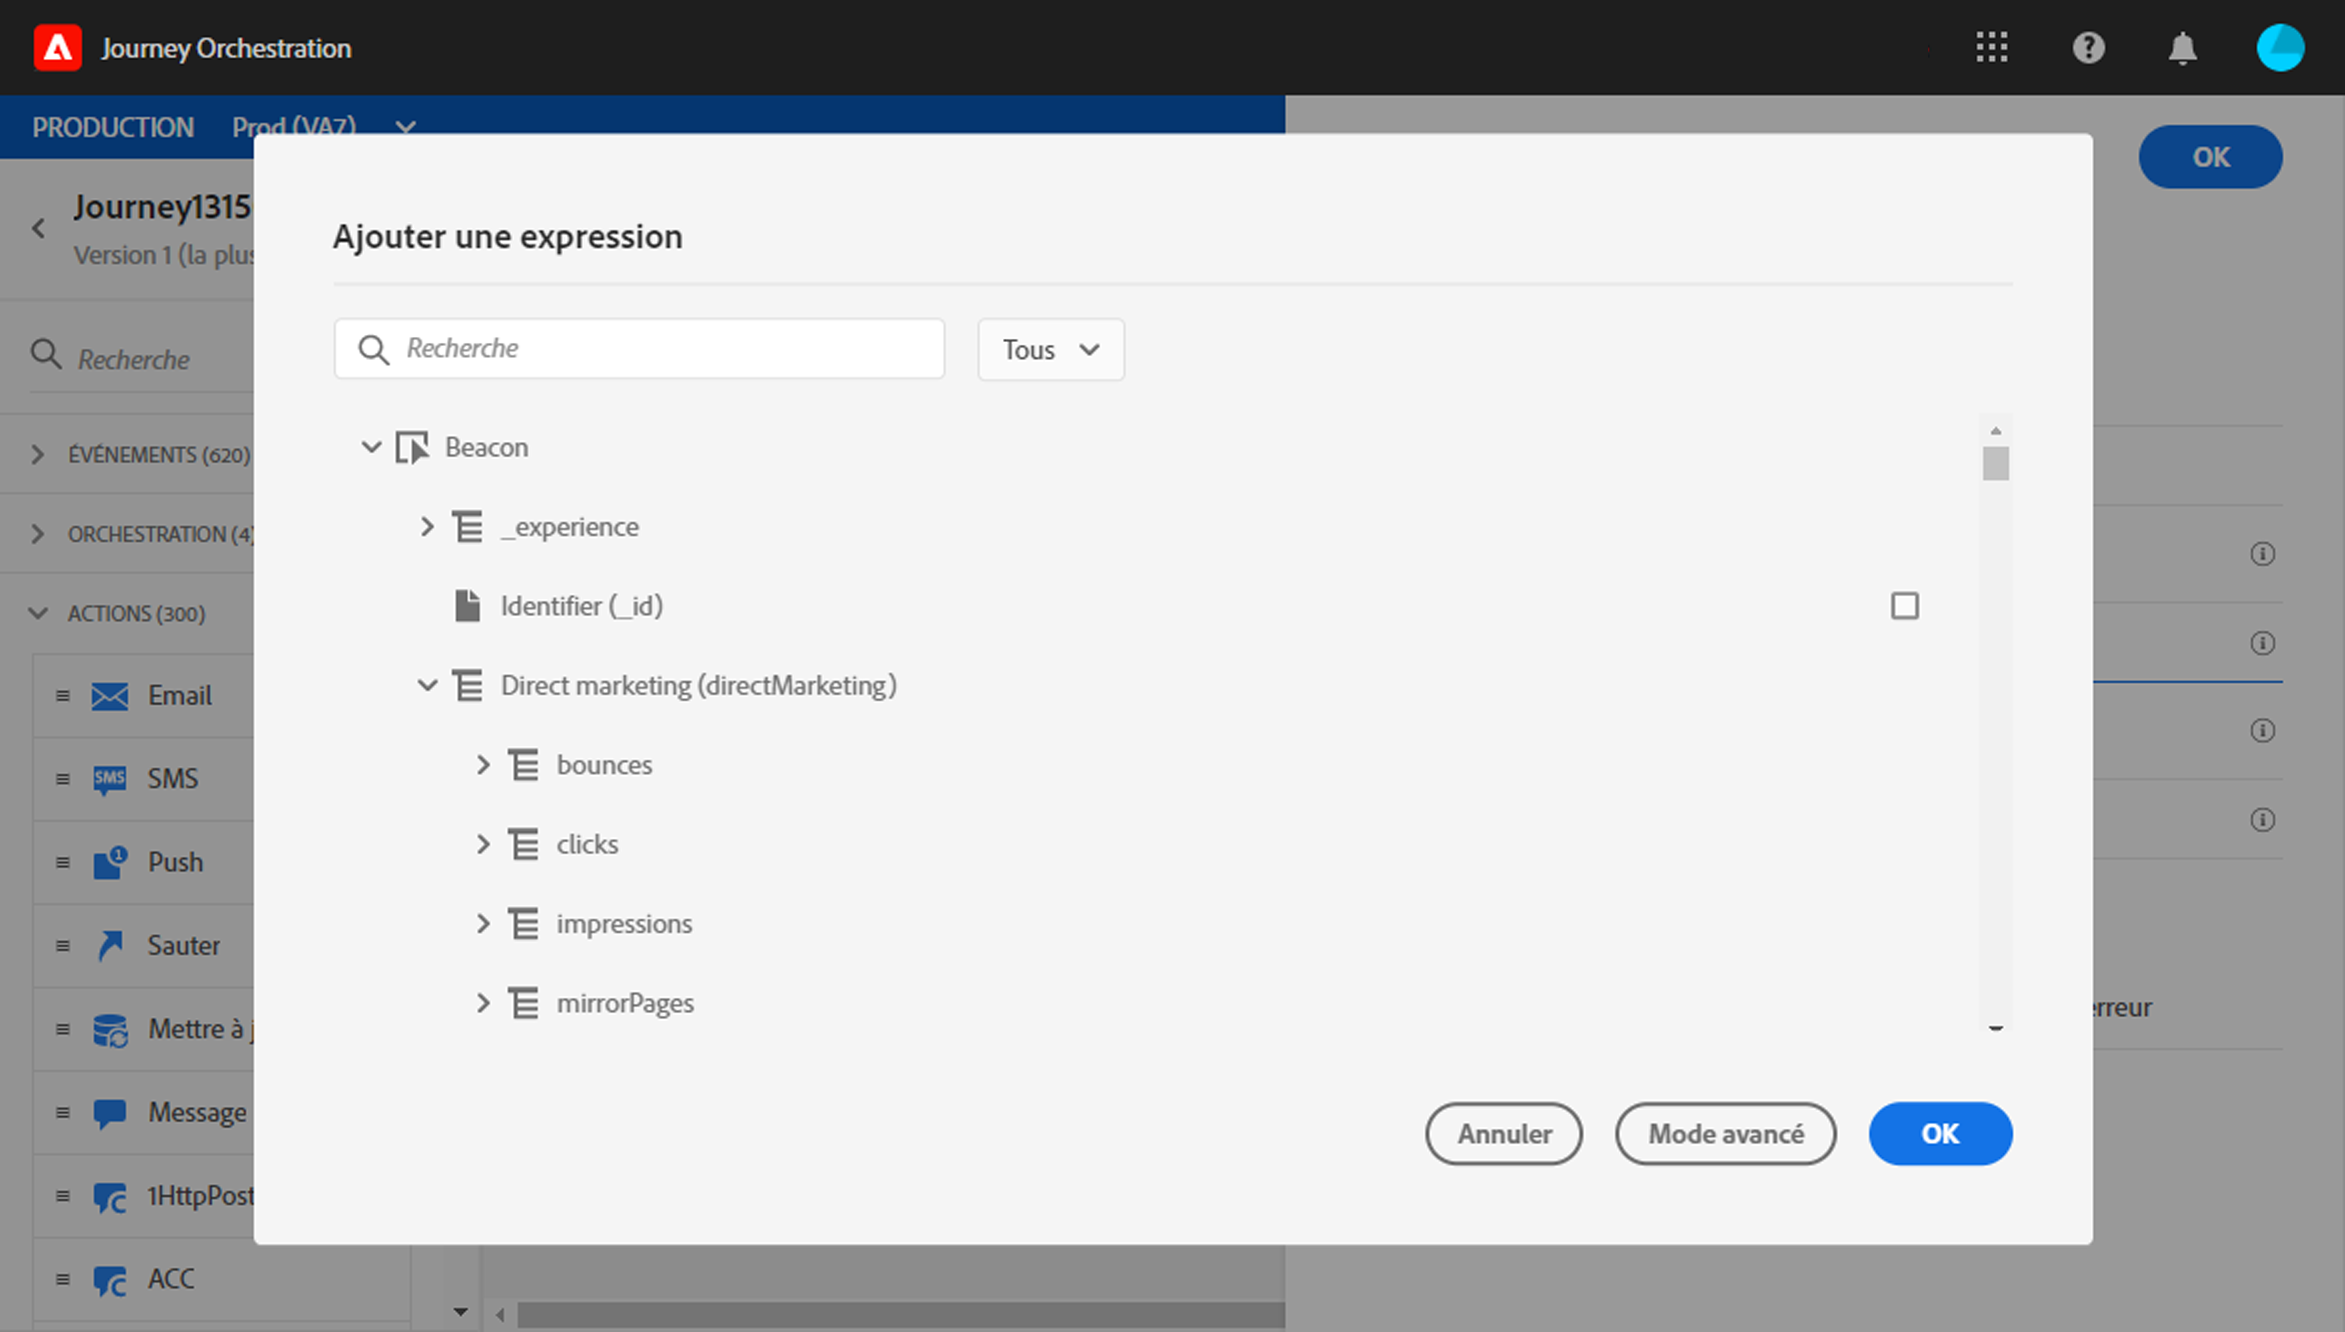 Journey Orchestration
PRODUCTION Prod (VA7)
OK
Journey1315
Version 1 (la plus
Recherche
ÉVÉNEMENTS (620)
ORCHESTRATION (4)
ACTIONS (300)
Email
SMS
SMS
Push
1
Sauter
Mettre à j
Message
1HttpPost
ACC
Ajouter une expression
Recherche
Tous
Beacon
_experience
Identifier (_id)
Direct marketing (directMarketing)
bounces
clicks
impressions
mirrorPages
Annuler
Mode avancé
OK
erreur